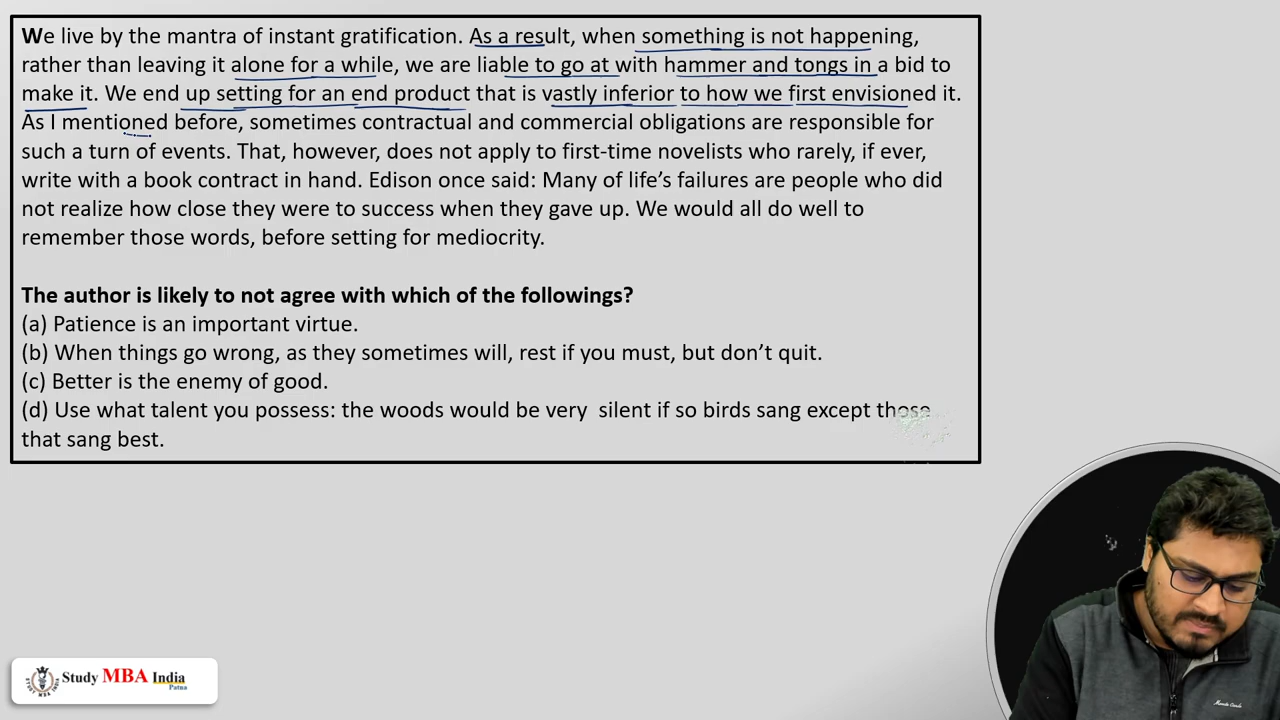 We live by the mantra of instant gratification. As a result, when something is not happening,
rather than leaving it alone for a while, we are liable to go at with hammer and tongs in a bid to
make it. We end up setting for an end product that is vastly inferior to how we first envisioned it.
As I mentioned before, sometimes contractual and commercial obligations are responsible for
such a turn of events. That, however, does not apply to first-time novelists who rarely, if ever,
write with a book contract in hand. Edison once said: Many of life’s failures are people who did
not realize how close they were to success when they gave up. We would all do well to
remember those words, before setting for mediocrity.
The author is likely to not agree with which of the followings?
(a) Patience is an important virtue.
(b) When things go wrong, as they sometimes will, rest if you must, but don’t quit.
(c) Better is the enemy of good.
(d) Use what talent you possess: the woods would be very silent if so birds sang except those
that sang best.
Study MBA India
Patna